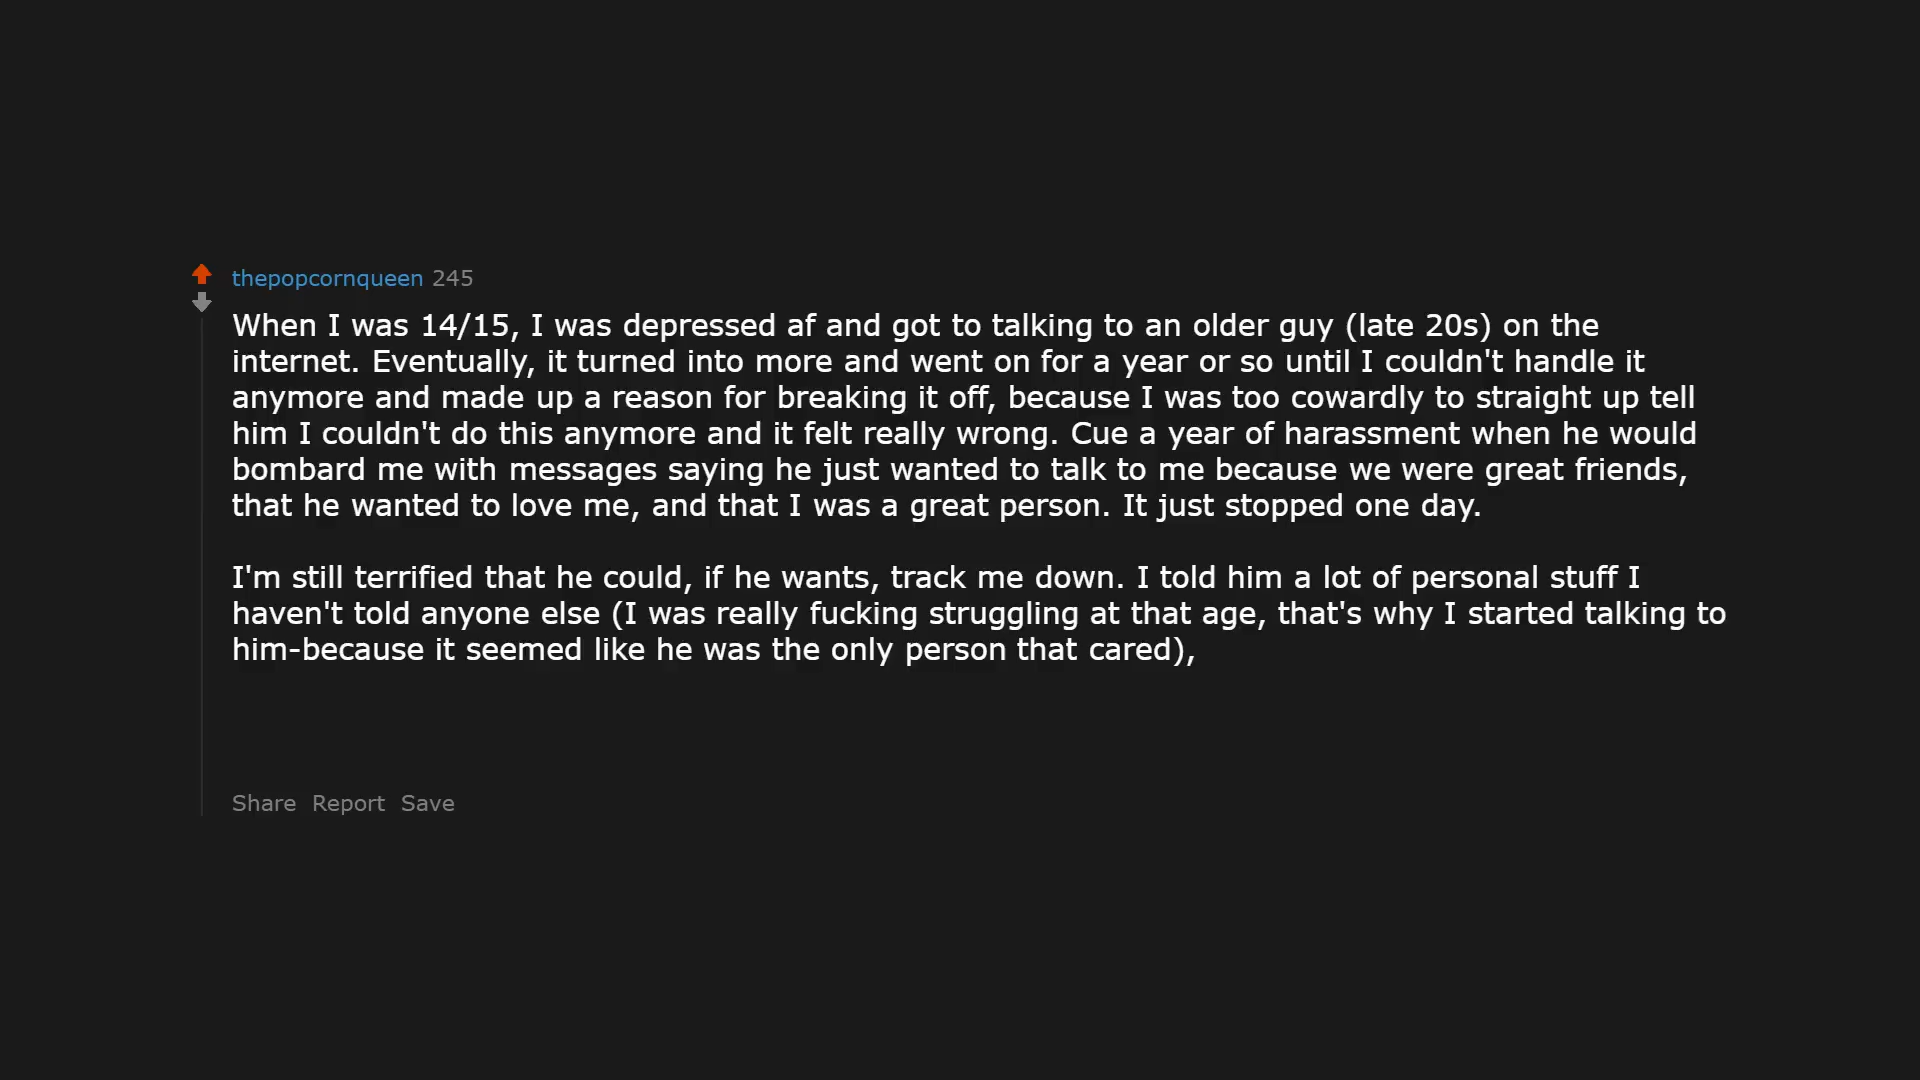 thepopcornqueen 245
When I was 14/15, I was depressed af and got to talking to an older guy (late 20s) on the
internet. Eventually, it turned into more and went on for a year or so until I couldn't handle it
anymore and made up a reason for breaking it off, because I was too cowardly to straight up tell
him I couldn't do this anymore and it felt really wrong. Cue a year of harassment when he would
bombard me with messages saying he just wanted to talk to me because we were great friends,
that he wanted to love me, and that I was a great person. It just stopped one day.
I'm still terrified that he could, if he wants, track me down. I told him a lot of personal stuff I
haven't told anyone else (I was really fucking struggling at that age, that's why I started talking to
him-because it seemed like he was the only person that cared),
Share Report Save